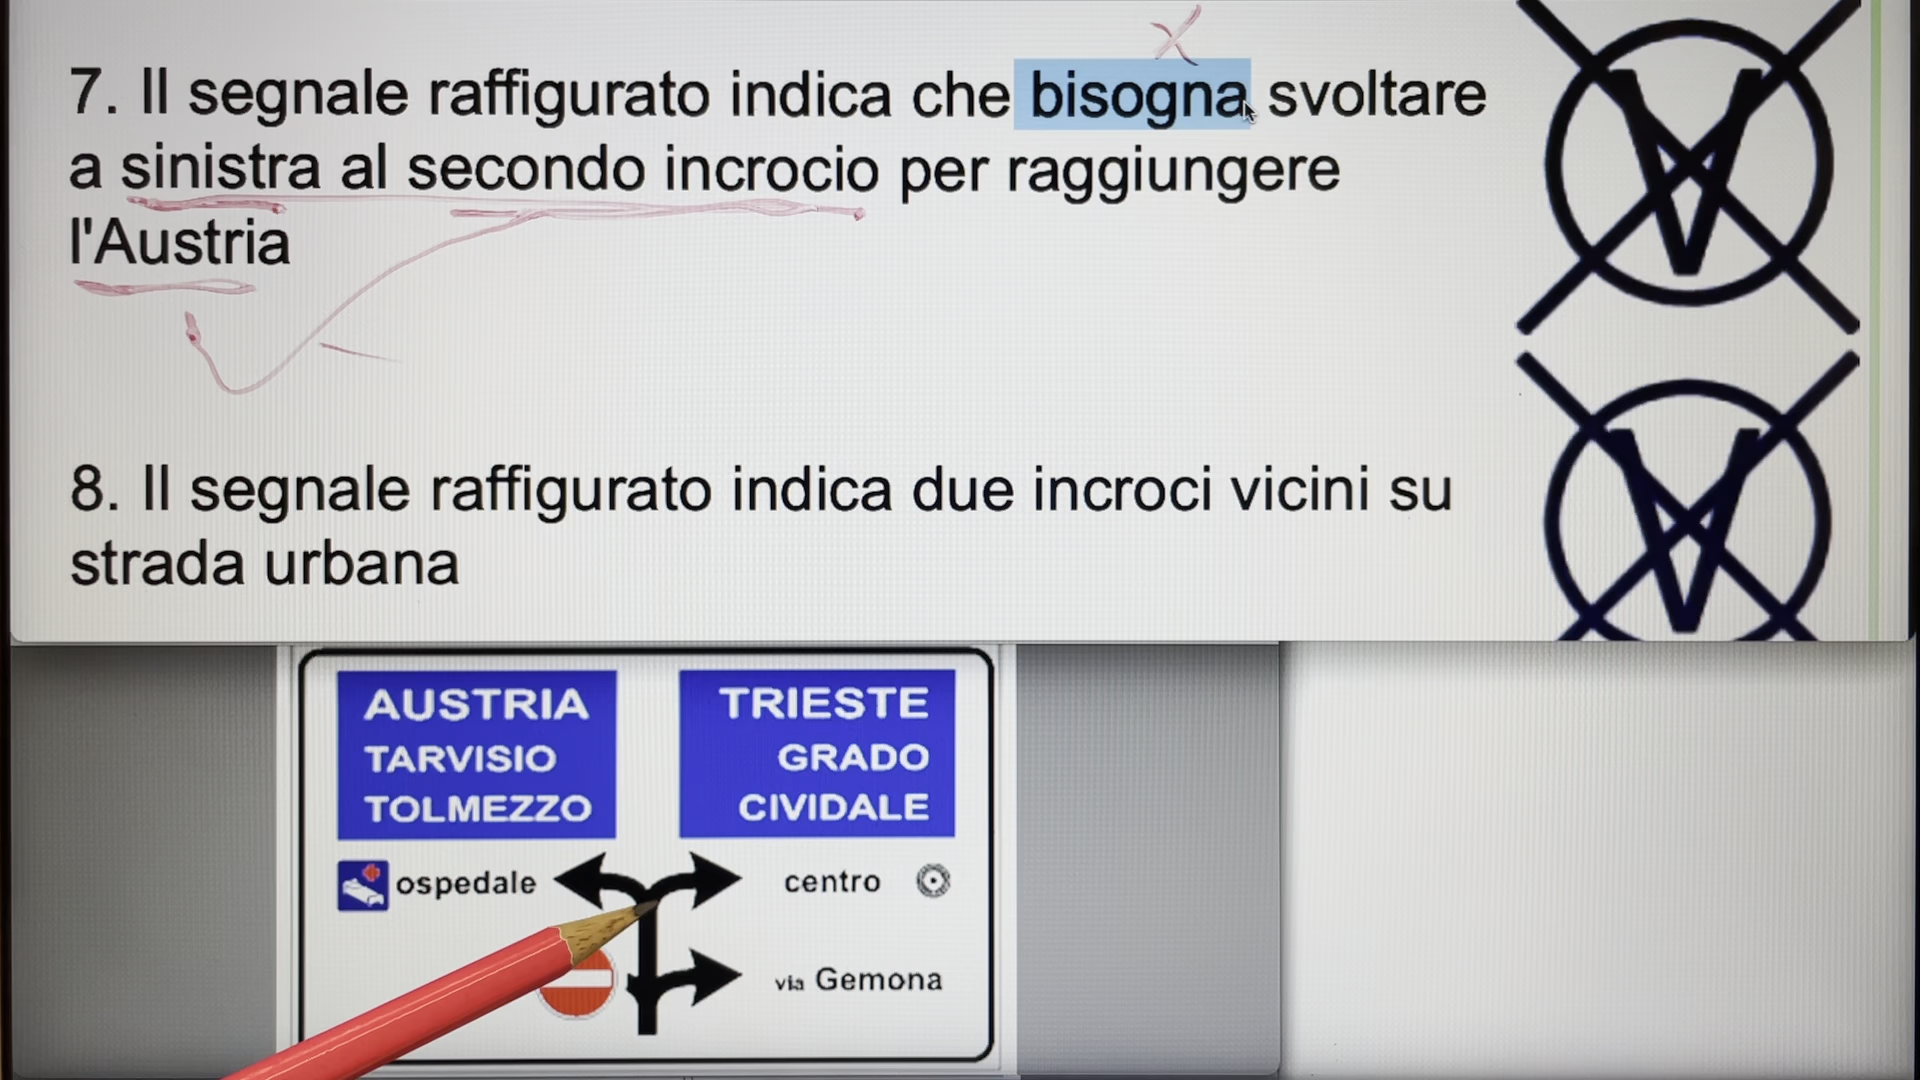 7. Il segnale raffigurato indica che bisogna svoltare
a sinistra al secondo incrocio per raggiungere
l'Austria
V
8. Il segnale raffigurato indica due incroci vicini su
strada urbana
V
AUSTRIA
TARVISIO
TOLMEZZO
TRIESTE
GRADO
CIVIDALE
ospedale
centro
via Gemona